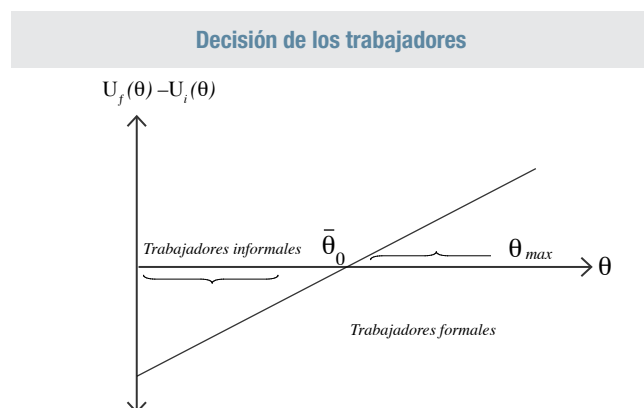 Decisión de los trabajadores
U_f(θ) –U_i(θ)
Trabajadores informales
θ̄_0
θ_max
θ
Trabajadores formales